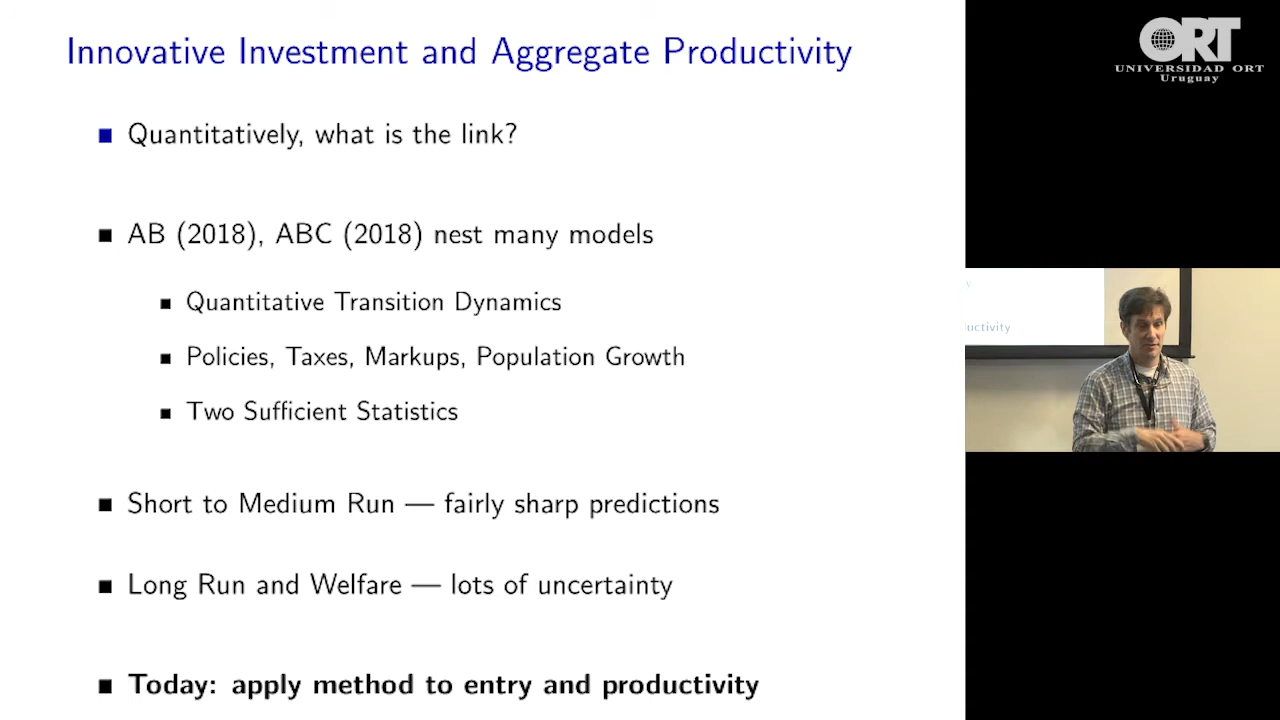 Innovative Investment and Aggregate Productivity
Quantitatively, what is the link?
AB (2018), ABC (2018) nest many models
Quantitative Transition Dynamics
Policies, Taxes, Markups, Population Growth
Two Sufficient Statistics
Short to Medium Run — fairly sharp predictions
Long Run and Welfare — lots of uncertainty
Today: apply method to entry and productivity
ORT
UNIVERSIDAD ORT
Uruguay
uctivity